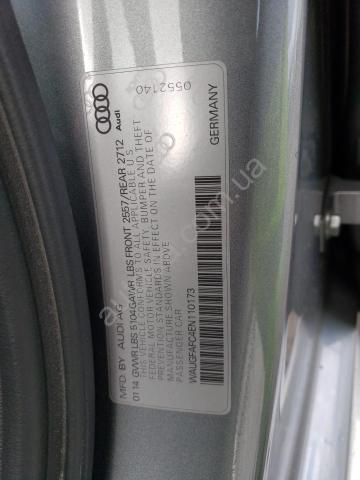 MFD. BY AUDI AG
01 14 GVWR LBS 5104 GAWR LBS FRONT 2557/REAR 2712
THIS VEHICLE CONFORMS TO ALL APPLICABLE U.S.
FEDERAL MOTOR VEHICLE SAFETY, BUMPER AND THEFT
PREVENTION STANDARDS IN EFFECT ON THE DATE OF
MANUFACTURE SHOWN ABOVE.
PASSENGER CAR
WAUGFAFC4EN110173
Audi
0552140
GERMANY